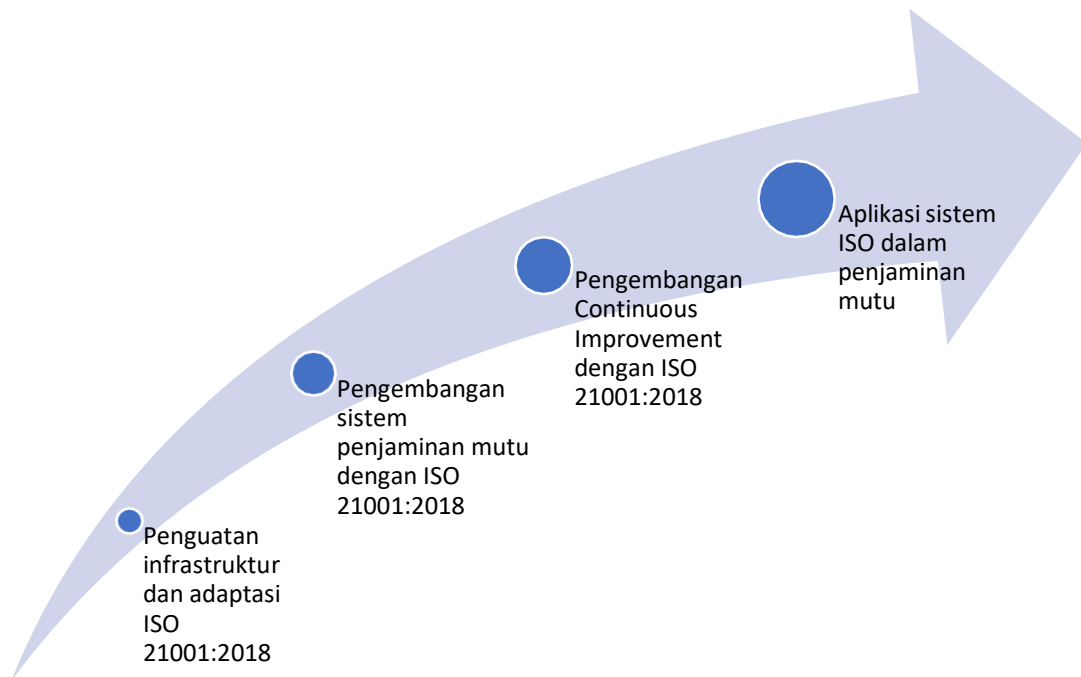 Penguatan
infrastruktur
dan adaptasi
ISO
21001:2018
Pengembangan
sistem
penjaminan mutu
dengan ISO
21001:2018
Pengembangan
Continuous
Improvement
dengan ISO
21001:2018
Aplikasi sistem
ISO dalam
penjaminan
mutu